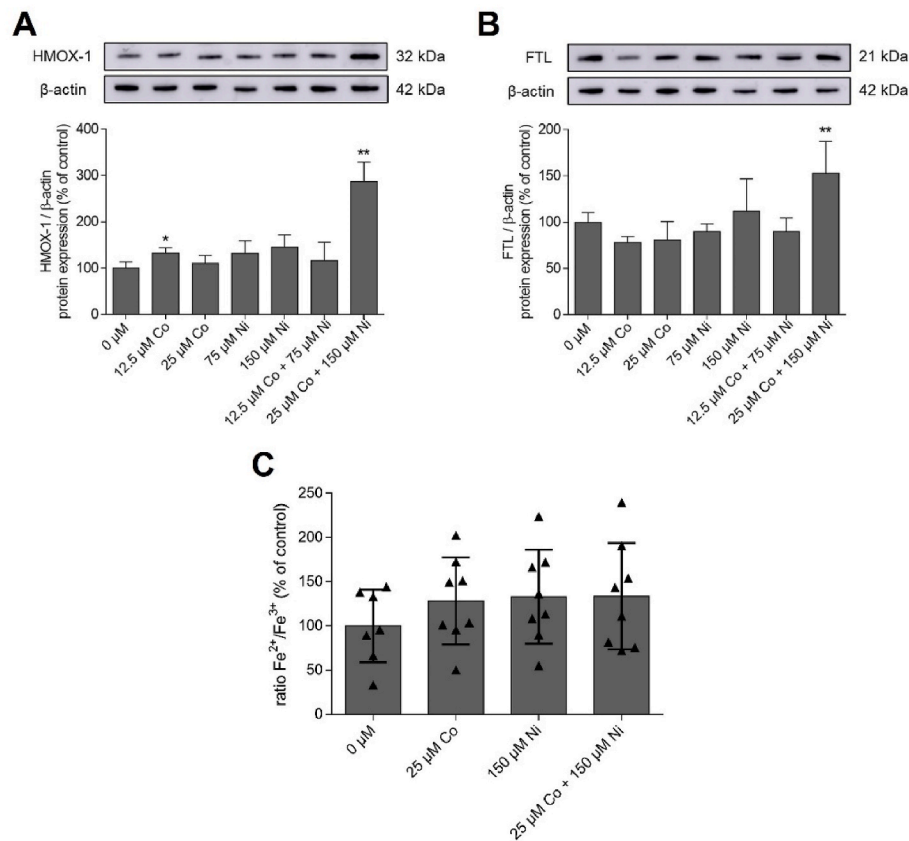 A
HMOX-1
32 kDa
β-actin
42 kDa
HMOX-1 / β-actin
protein expression (% of control)
400
300
200
100
0
*
**
0 µM
12.5 µM Co
25 µM Co
75 µM Ni
150 µM Ni
12.5 µM Co + 75 µM Ni
25 µM Co + 150 µM Ni
B
FTL
21 kDa
β-actin
42 kDa
FTL / β-actin
protein expression (% of control)
200
150
100
50
0
**
0 µM
12.5 µM Co
25 µM Co
75 µM Ni
150 µM Ni
12.5 µM Co + 75 µM Ni
25 µM Co + 150 µM Ni
C
ratio Fe²⁺/Fe³⁺ (% of control)
250
200
150
100
50
0
0 µM
25 µM Co
150 µM Ni
25 µM Co + 150 µM Ni